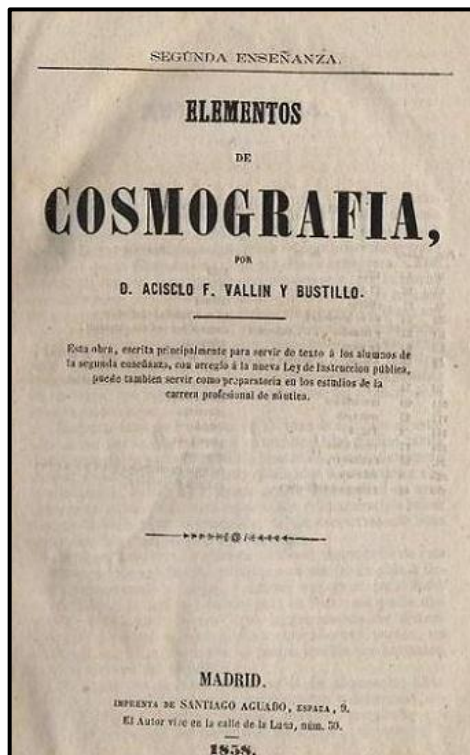 SEGUNDA ENSEÑANZA.
ELEMENTOS
DE
COSMOGRAFIA,
POR
D. ACISCLO F. VALLIN Y BUSTILLO.
Esta obra, escrita principalmente para servir de texto á los alumnos de
la segunda enseñanza, con arreglo á la nueva Ley de Instruccion pública,
puede tambien servir como preparatoria en los estudios de la
carrera profesional de náutica.
MADRID.
IMPRENTA DE SANTIAGO AGUADO, 9.
El Autor vive en la calle de la Luna, núm. 30.
1858.